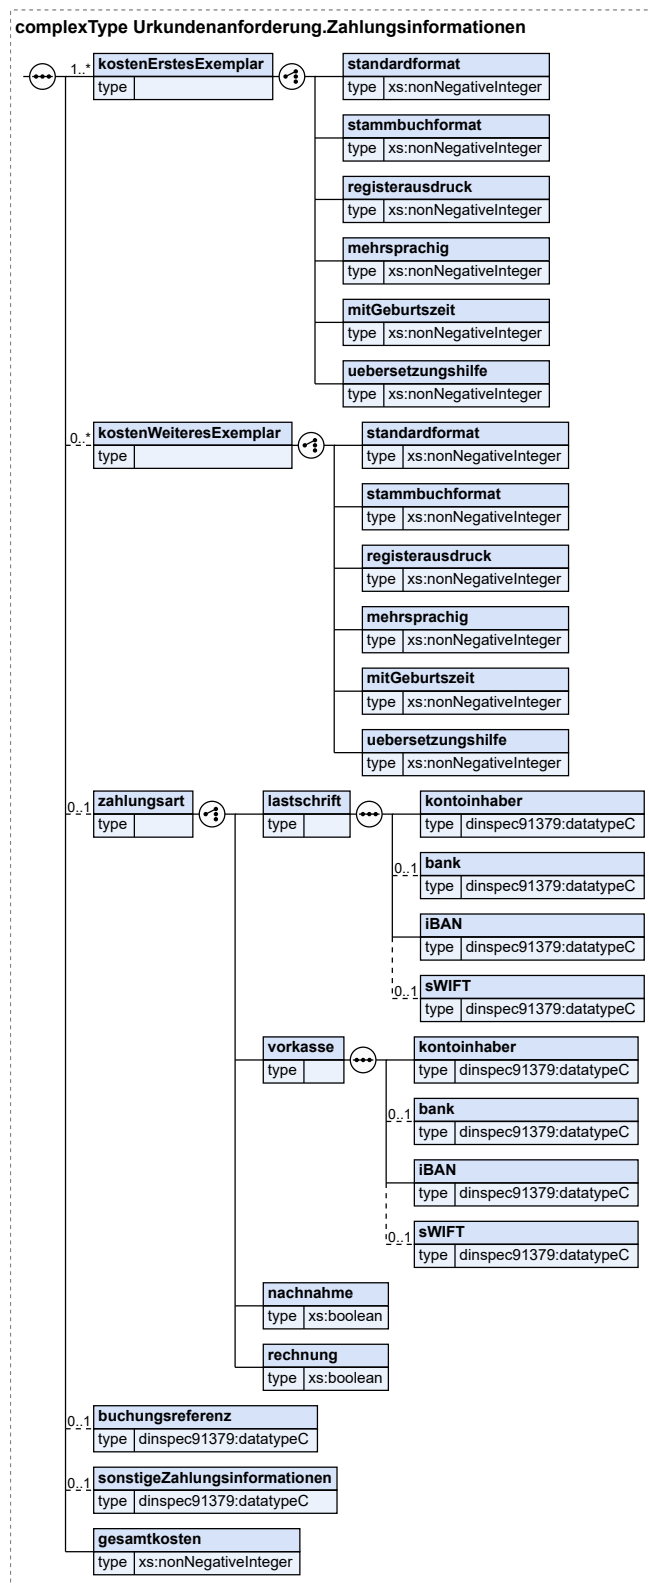 complexType Urkundenanforderung.Zahlungsinformationen
1..* kostenErstesExemplar
type
standardformat
type xs:nonNegativeInteger
stammbuchformat
type xs:nonNegativeInteger
registerausdruck
type xs:nonNegativeInteger
mehrsprachig
type xs:nonNegativeInteger
mitGeburtszeit
type xs:nonNegativeInteger
uebersetzungshilfe
type xs:nonNegativeInteger
0..* kostenWeiteresExemplar
type
standardformat
type xs:nonNegativeInteger
stammbuchformat
type xs:nonNegativeInteger
registerausdruck
type xs:nonNegativeInteger
mehrsprachig
type xs:nonNegativeInteger
mitGeburtszeit
type xs:nonNegativeInteger
uebersetzungshilfe
type xs:nonNegativeInteger
0..1 zahlungsart
type
lastschrift
type
kontoinhaber
type dinspec91379:datatypeC
0..1 bank
type dinspec91379:datatypeC
iBAN
type dinspec91379:datatypeC
0..1 sWIFT
type dinspec91379:datatypeC
vorkasse
type
kontoinhaber
type dinspec91379:datatypeC
0..1 bank
type dinspec91379:datatypeC
iBAN
type dinspec91379:datatypeC
0..1 sWIFT
type dinspec91379:datatypeC
nachnahme
type xs:boolean
rechnung
type xs:boolean
0..1 buchungsreferenz
type dinspec91379:datatypeC
0..1 sonstigeZahlungsinformationen
type dinspec91379:datatypeC
gesamtkosten
type xs:nonNegativeInteger